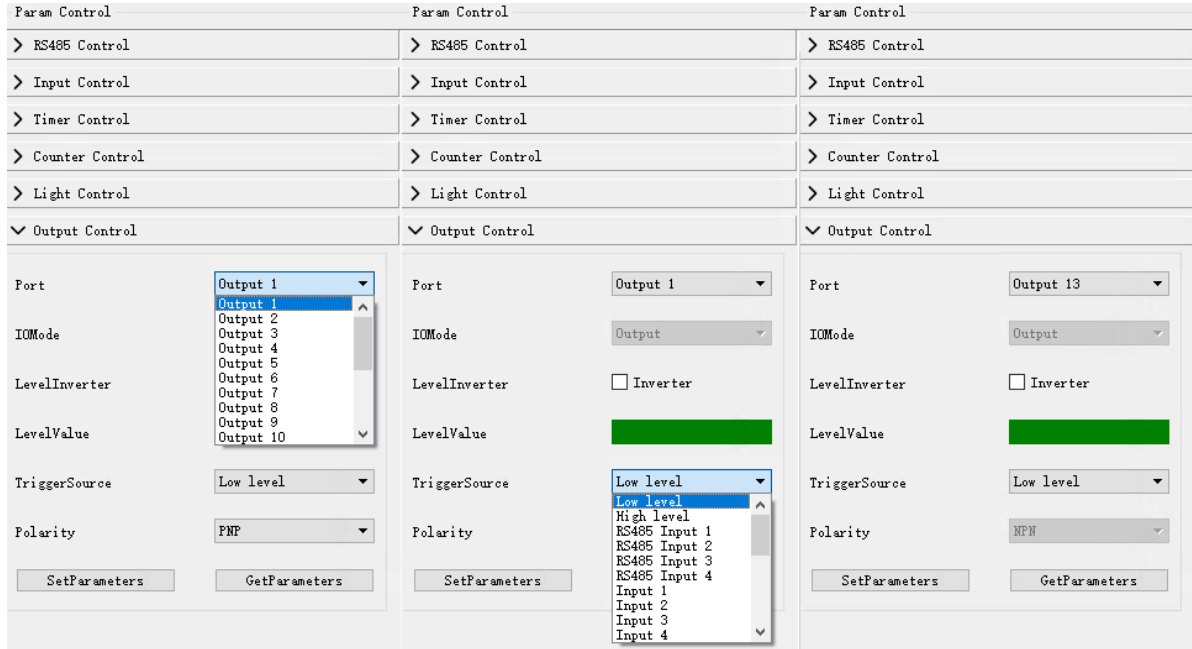 Param Control
RS485 Control
Input Control
Timer Control
Counter Control
Light Control
Output Control
Port
Output 1
Output 1
Output 2
Output 3
Output 4
Output 5
Output 6
Output 7
Output 8
Output 9
Output 10
IOMode
LevelInverter
LevelValue
TriggerSource
Low level
Polarity
PNP
SetParameters
GetParameters
Param Control
RS485 Control
Input Control
Timer Control
Counter Control
Light Control
Output Control
Port
Output 1
IOMode
Output
LevelInverter
Inverter
LevelValue
TriggerSource
Low level
Low level
High level
RS485 Input 1
RS485 Input 2
RS485 Input 3
RS485 Input 4
Input 1
Input 2
Input 3
Input 4
Polarity
SetParameters
Param Control
RS485 Control
Input Control
Timer Control
Counter Control
Light Control
Output Control
Port
Output 13
IOMode
Output
LevelInverter
Inverter
LevelValue
TriggerSource
Low level
Polarity
NPN
SetParameters
GetParameters